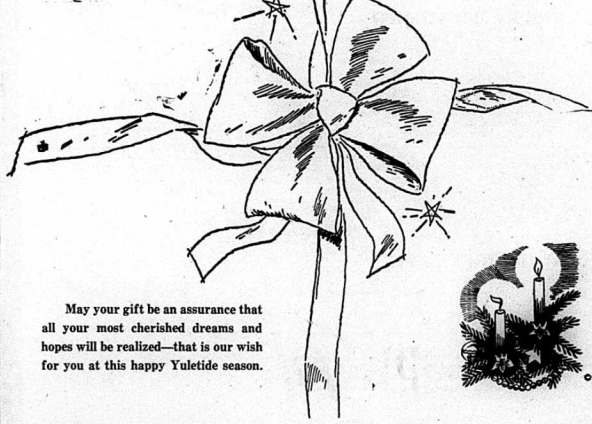 May your gift be an assurance that
all your most cherished dreams and
hopes will be realized—that is our wish
for you at this happy Yuletide season.